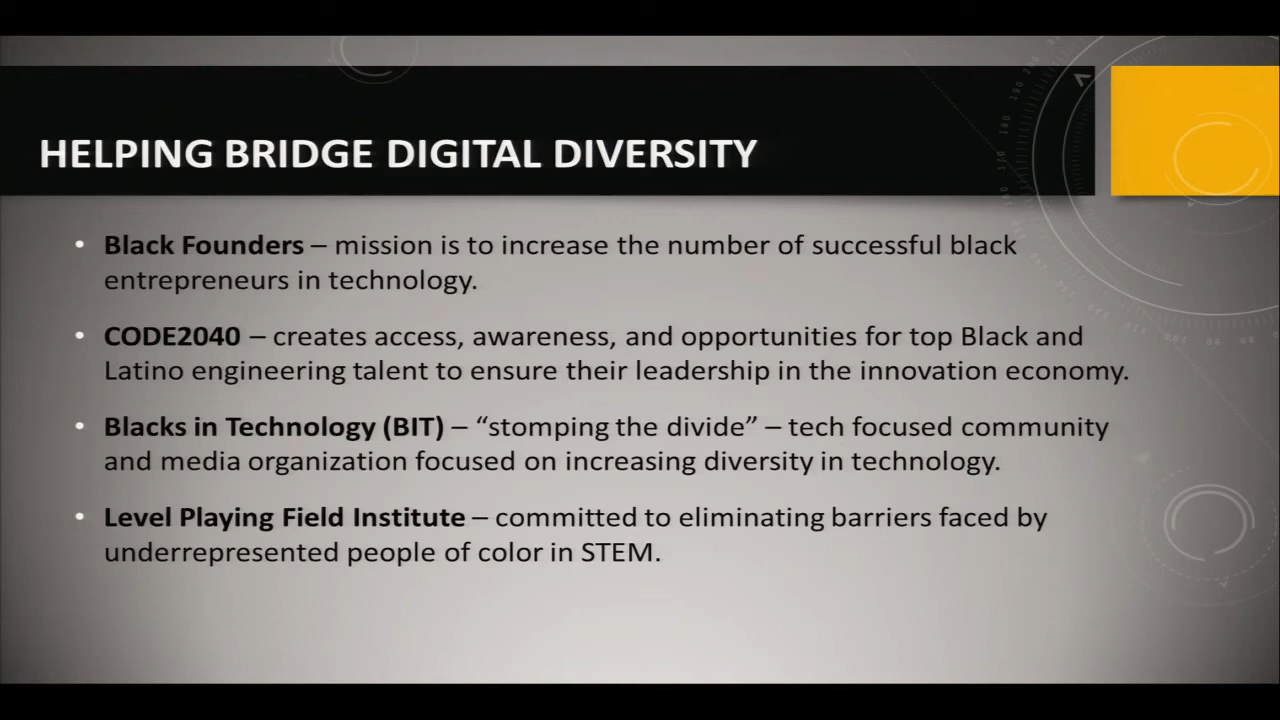 HELPING BRIDGE DIGITAL DIVERSITY
• Black Founders – mission is to increase the number of successful black
entrepreneurs in technology.
• CODE2040 – creates access, awareness, and opportunities for top Black and
Latino engineering talent to ensure their leadership in the innovation economy.
• Blacks in Technology (BIT) – “stomping the divide” – tech focused community
and media organization focused on increasing diversity in technology.
• Level Playing Field Institute – committed to eliminating barriers faced by
underrepresented people of color in STEM.